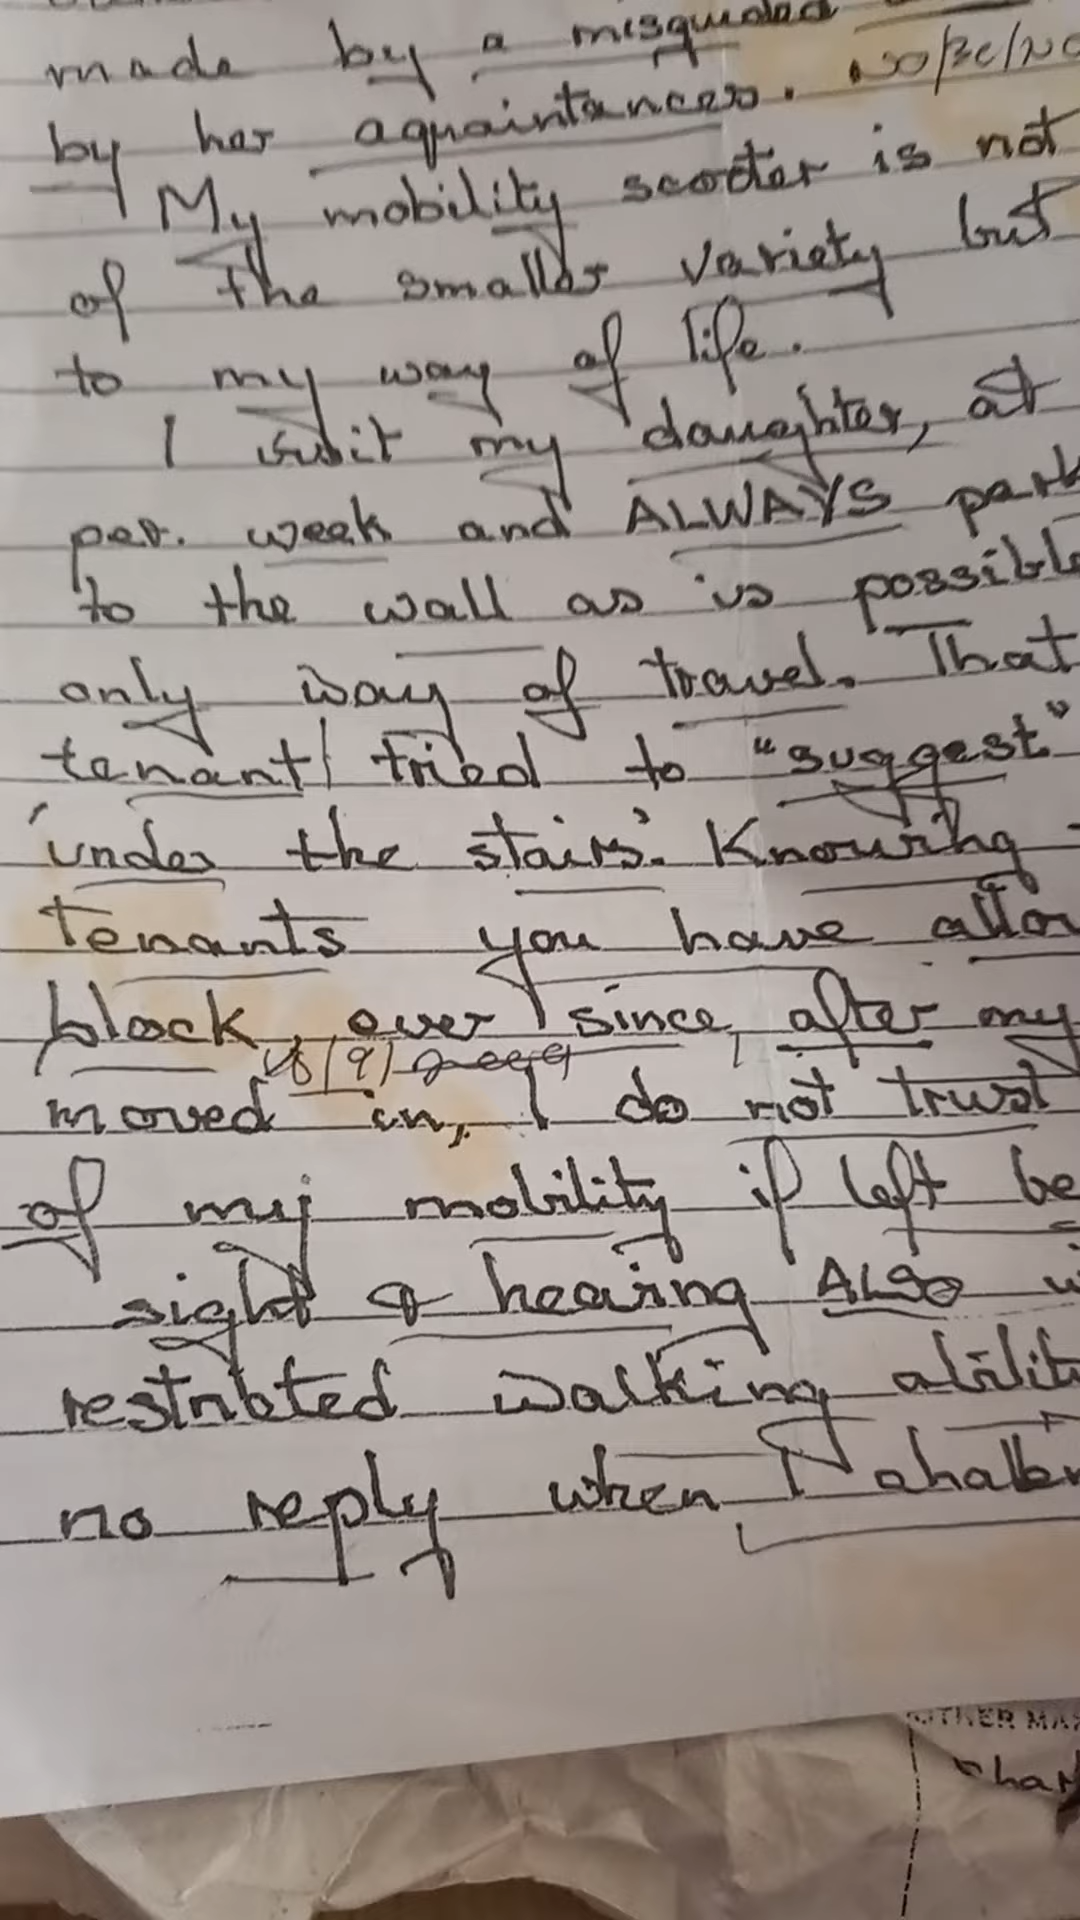 made by a misguided
by her aquaintances.
My mobility scooter is not
of the smaller variety but
to my way of life.
I visit my daughter, at
per. week and ALWAYS park
to the wall as is possible
only way of travel. That
tenant tried to "suggest"
'under the stairs'. Knowing
Tenants you have
block, ever since, after my
moved in, I do not trust
of my mobility if left be
sight & hearing ALSO
restricted walking
no reply when I